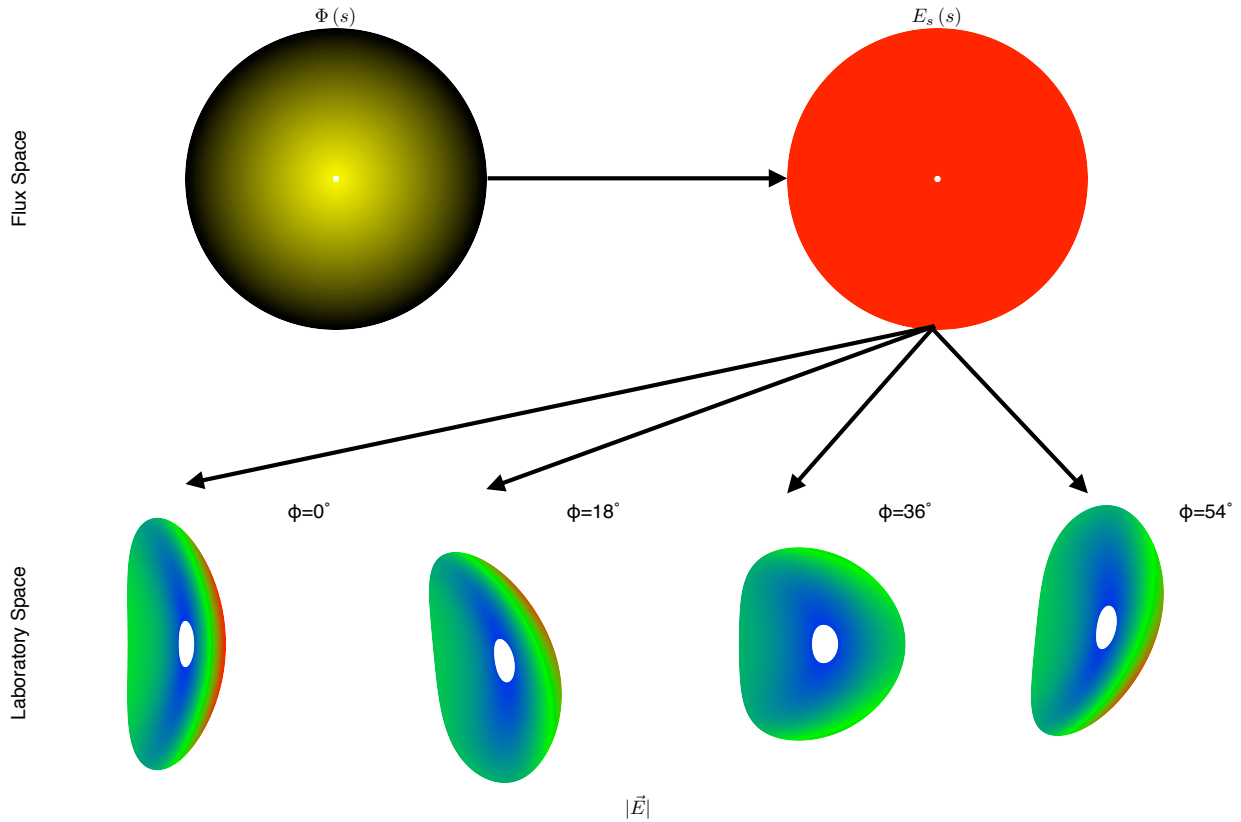 Φ (s)
E_s (s)
Flux Space
φ=0°
φ=18°
φ=36°
φ=54°
Laboratory Space
|E⃗|